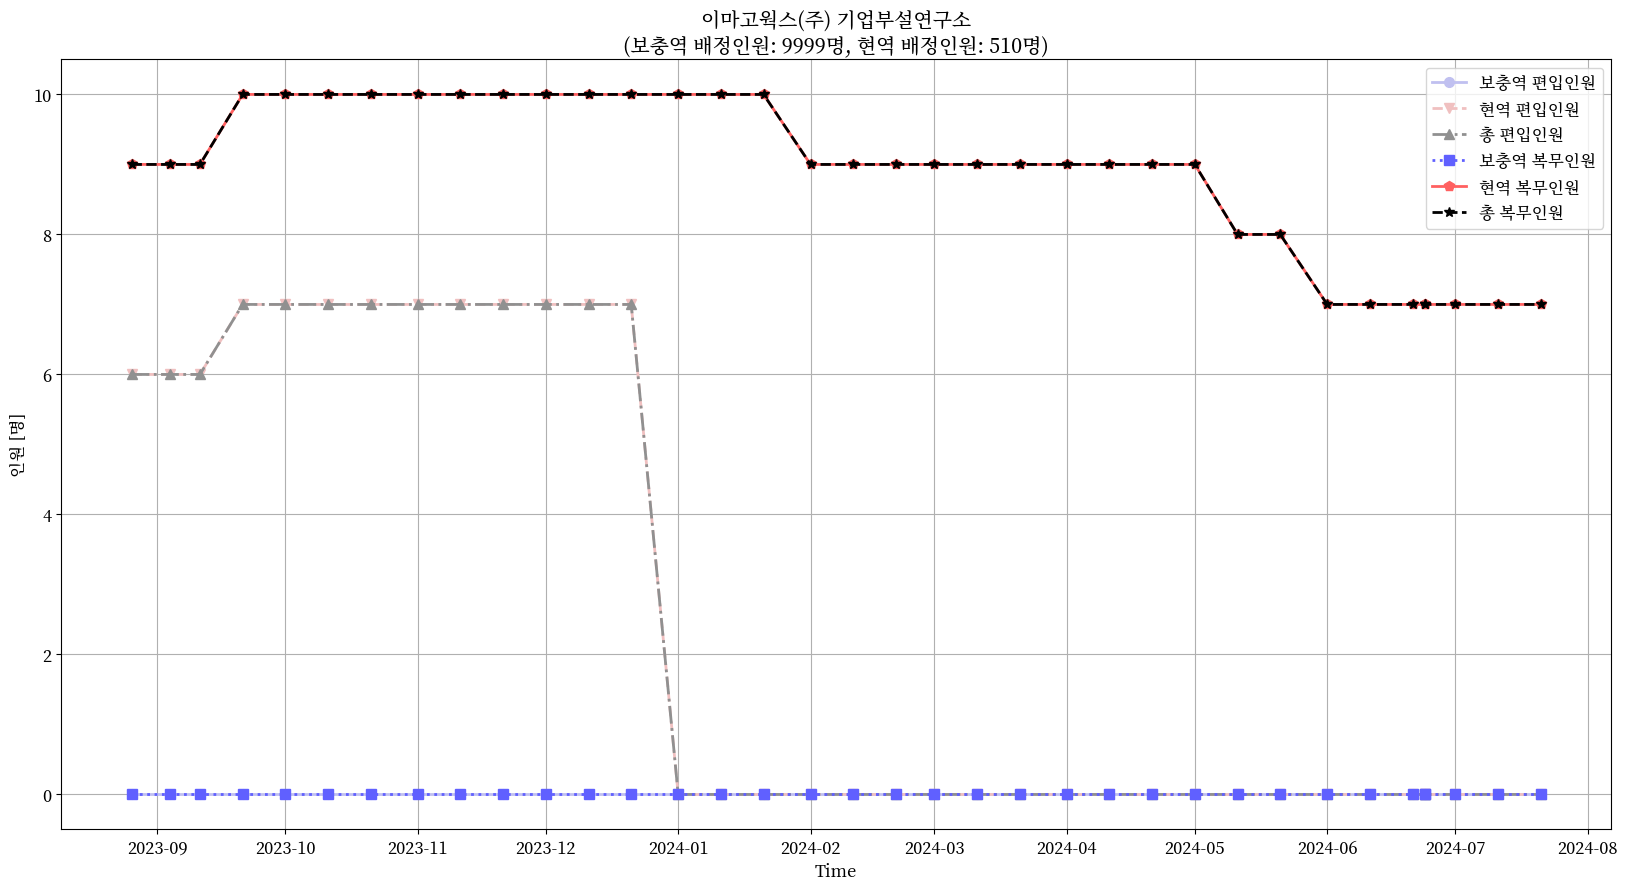 이마고웍스(주) 기업부설연구소
(보충역 배정인원: 9999명, 현역 배정인원: 510명)
10
8
6
4
2
0
인원 [명]
보충역 편입인원
현역 편입인원
총 편입인원
보충역 복무인원
현역 복무인원
총 복무인원
2023-09
2023-10
2023-11
2023-12
2024-01
2024-02
2024-03
2024-04
2024-05
2024-06
2024-07
2024-08
Time